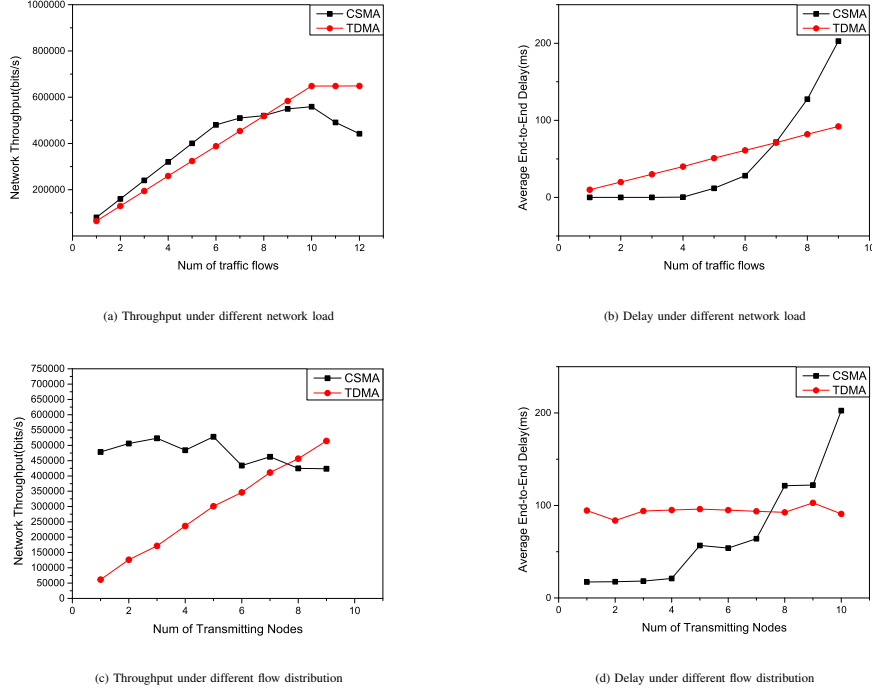 1000000
800000
600000
400000
200000
Network Throughput(bits/s)
0 2 4 6 8 10 12
Num of traffic flows
CSMA
TDMA
(a) Throughput under different network load
200
100
0
Average End-to-End Delay(ms)
0 2 4 6 8 10
Num of traffic flows
CSMA
TDMA
(b) Delay under different network load
750000
700000
650000
600000
550000
500000
450000
400000
350000
300000
250000
200000
150000
100000
50000
0
Network Throughput(bits/s)
0 2 4 6 8 10
Num of Transmitting Nodes
CSMA
TDMA
(c) Throughput under different flow distribution
200
100
0
Average End-to-End Delay(ms)
0 2 4 6 8 10
Num of Transmitting Nodes
CSMA
TDMA
(d) Delay under different flow distribution